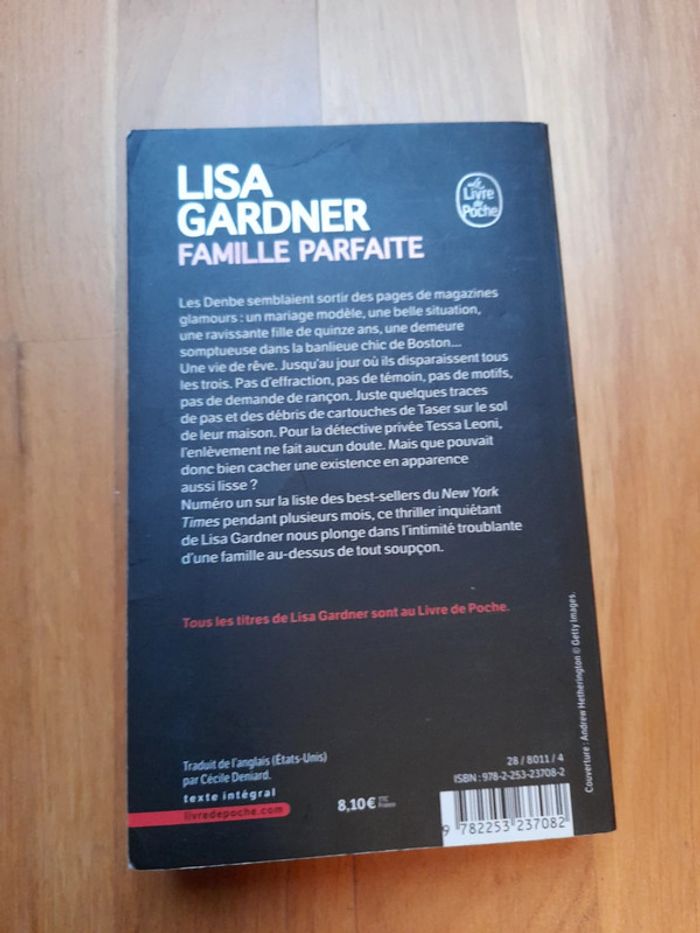 LISA
GARDNER
FAMILLE PARFAITE
Le
Livre
de
Poche
Les Denbe semblaient sortir des pages de magazines
glamours : un mariage modèle, une belle situation,
une ravissante fille de quinze ans, une demeure
somptueuse dans la banlieue chic de Boston...
Une vie de rêve. Jusqu'au jour où ils disparaissent tous
les trois. Pas d'effraction, pas de témoin, pas de motifs,
pas de demande de rançon. Juste quelques traces
de pas et des débris de cartouches de Taser sur le sol
de leur maison. Pour la détective privée Tessa Leoni,
l'enlèvement ne fait aucun doute. Mais que pouvait
donc bien cacher une existence en apparence
aussi lisse ?
Numéro un sur la liste des best-sellers du New York
Times pendant plusieurs mois, ce thriller inquiétant
de Lisa Gardner nous plonge dans l'intimité troublante
d'une famille au-dessus de tout soupçon.
Tous les titres de Lisa Gardner sont au Livre de Poche.
Traduit de l'anglais (États-Unis)
par Cécile Deniard.
texte intégral
livredepoche.com
8,10 € TTC
France
28 / 8011 / 4
ISBN : 978-2-253-23708-2
9 782253 237082
Couverture : Andrew Hetherington © Getty Images.